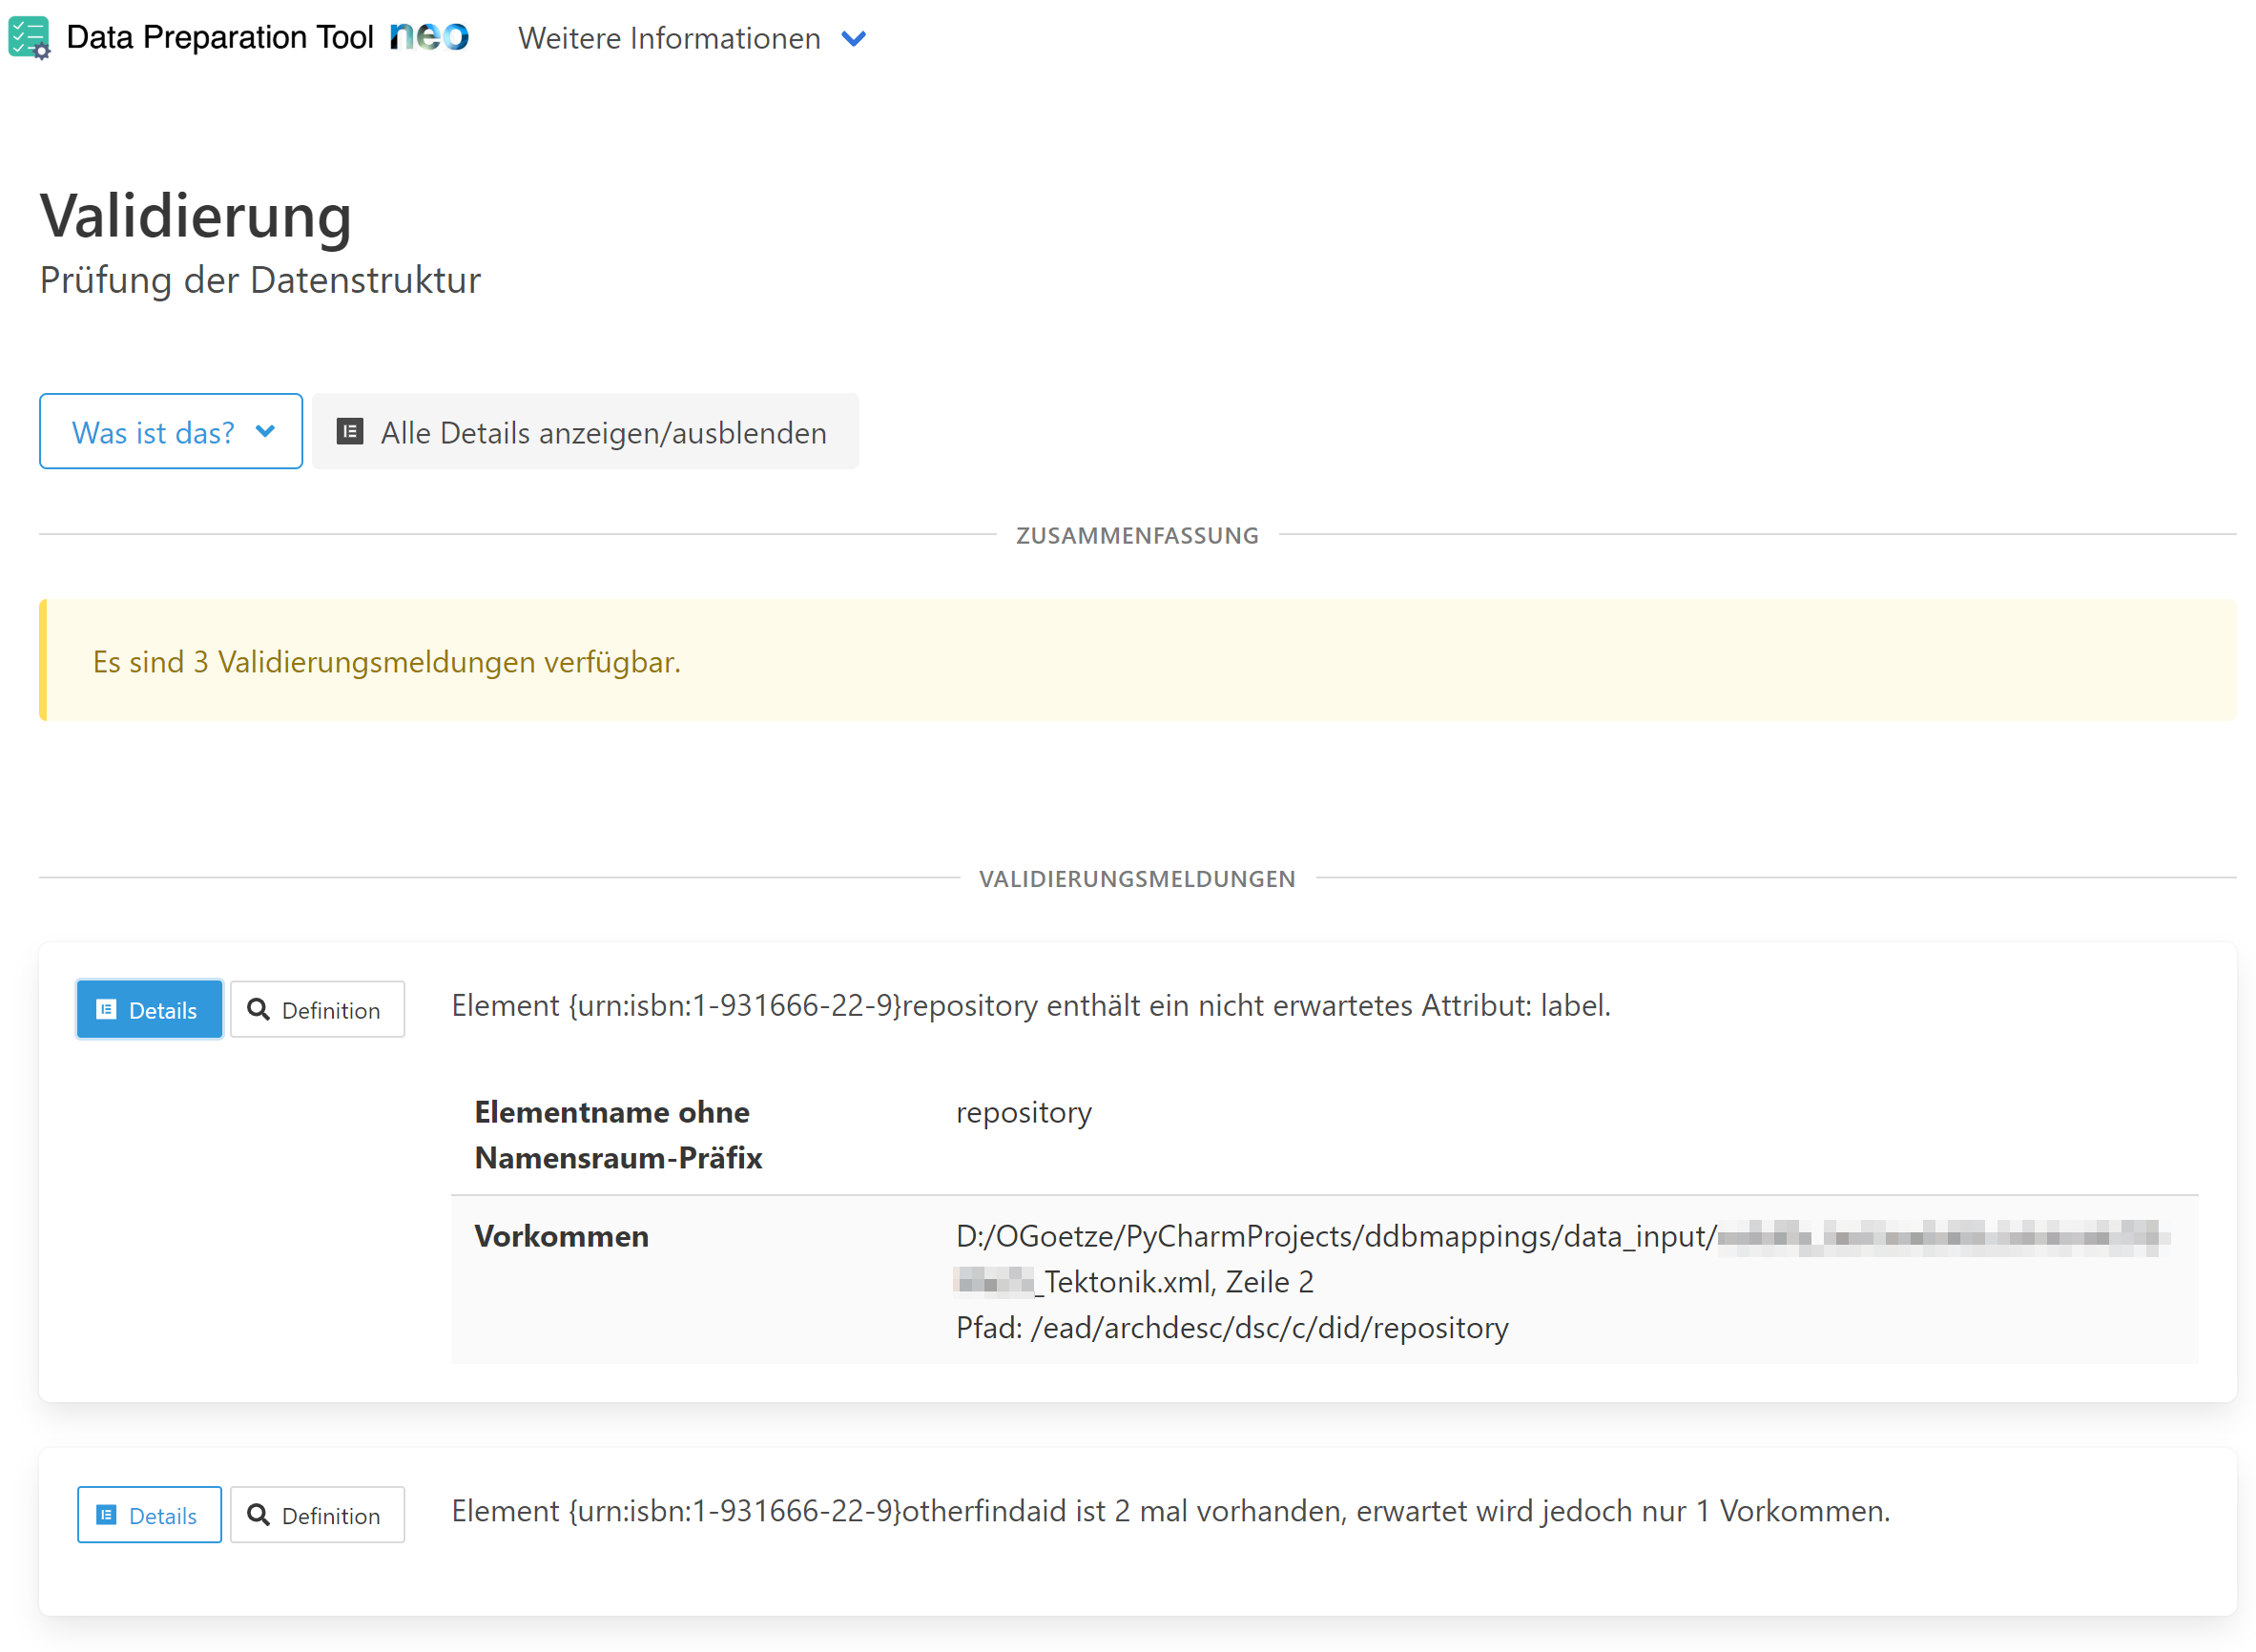 Data Preparation Tool neo Weitere Informationen
Validierung
Prüfung der Datenstruktur
Was ist das? Alle Details anzeigen/ausblenden
ZUSAMMENFASSUNG
Es sind 3 Validierungsmeldungen verfügbar.
VALIDIERUNGSMELDUNGEN
Details Definition Element {urn:isbn:1-931666-22-9}repository enthält ein nicht erwartetes Attribut: label.
Elementname ohne repository
Namensraum-Präfix
Vorkommen D:/OGoetze/PyCharmProjects/ddbmappings/data_input/
_Tektonik.xml, Zeile 2
Pfad: /ead/archdesc/dsc/c/did/repository
Details Definition Element {urn:isbn:1-931666-22-9}otherfindaid ist 2 mal vorhanden, erwartet wird jedoch nur 1 Vorkommen.